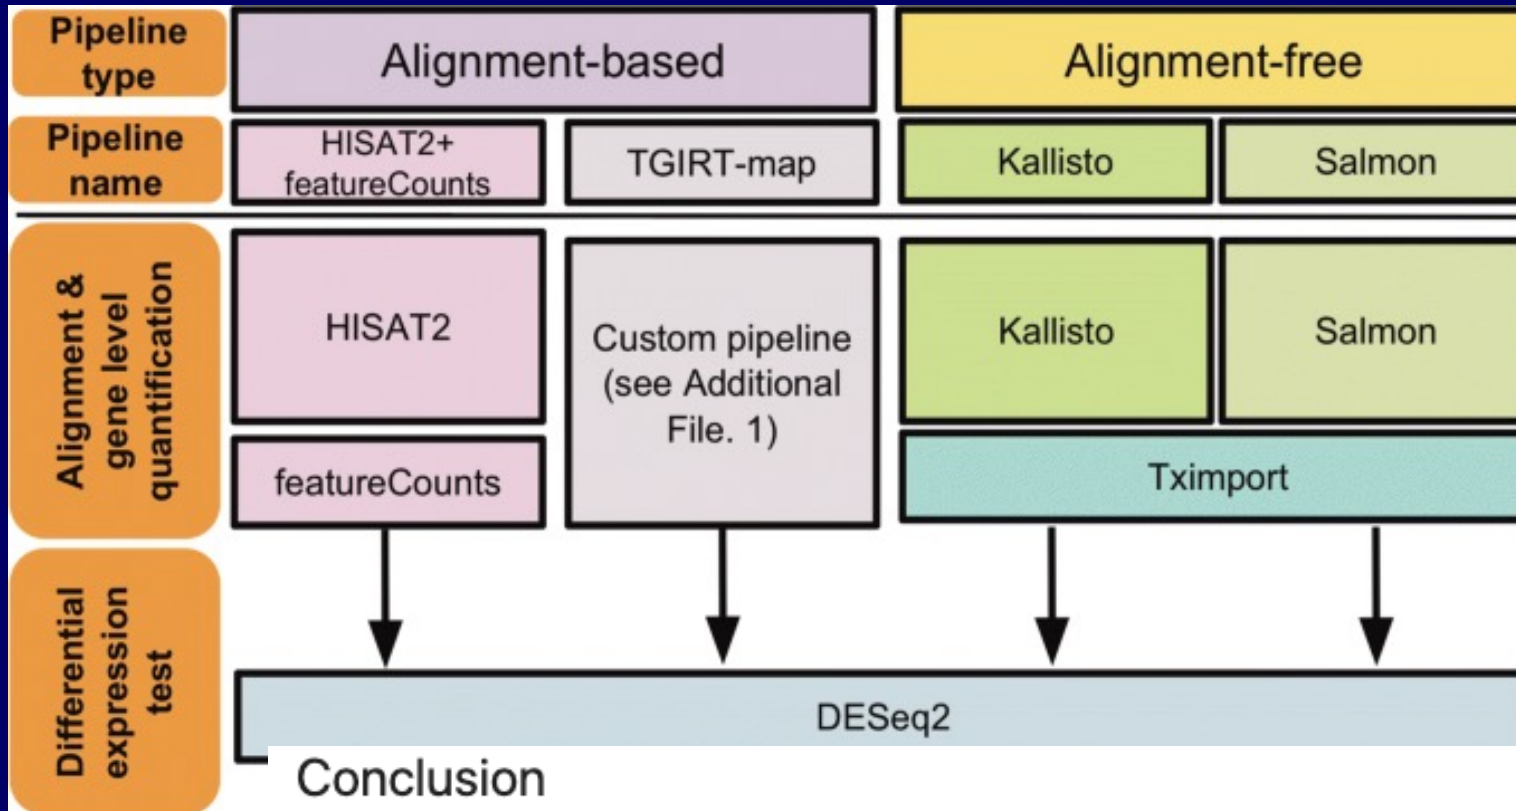 Pipeline
type
Alignment-based
Alignment-free
Pipeline
name
HISAT2+
featureCounts
TGIRT-map
Kallisto
Salmon
Alignment &
gene level
quantification
HISAT2
featureCounts
Custom pipeline
(see Additional
File. 1)
Kallisto
Salmon
Tximport
Differential
expression
test
DESeq2
Conclusion